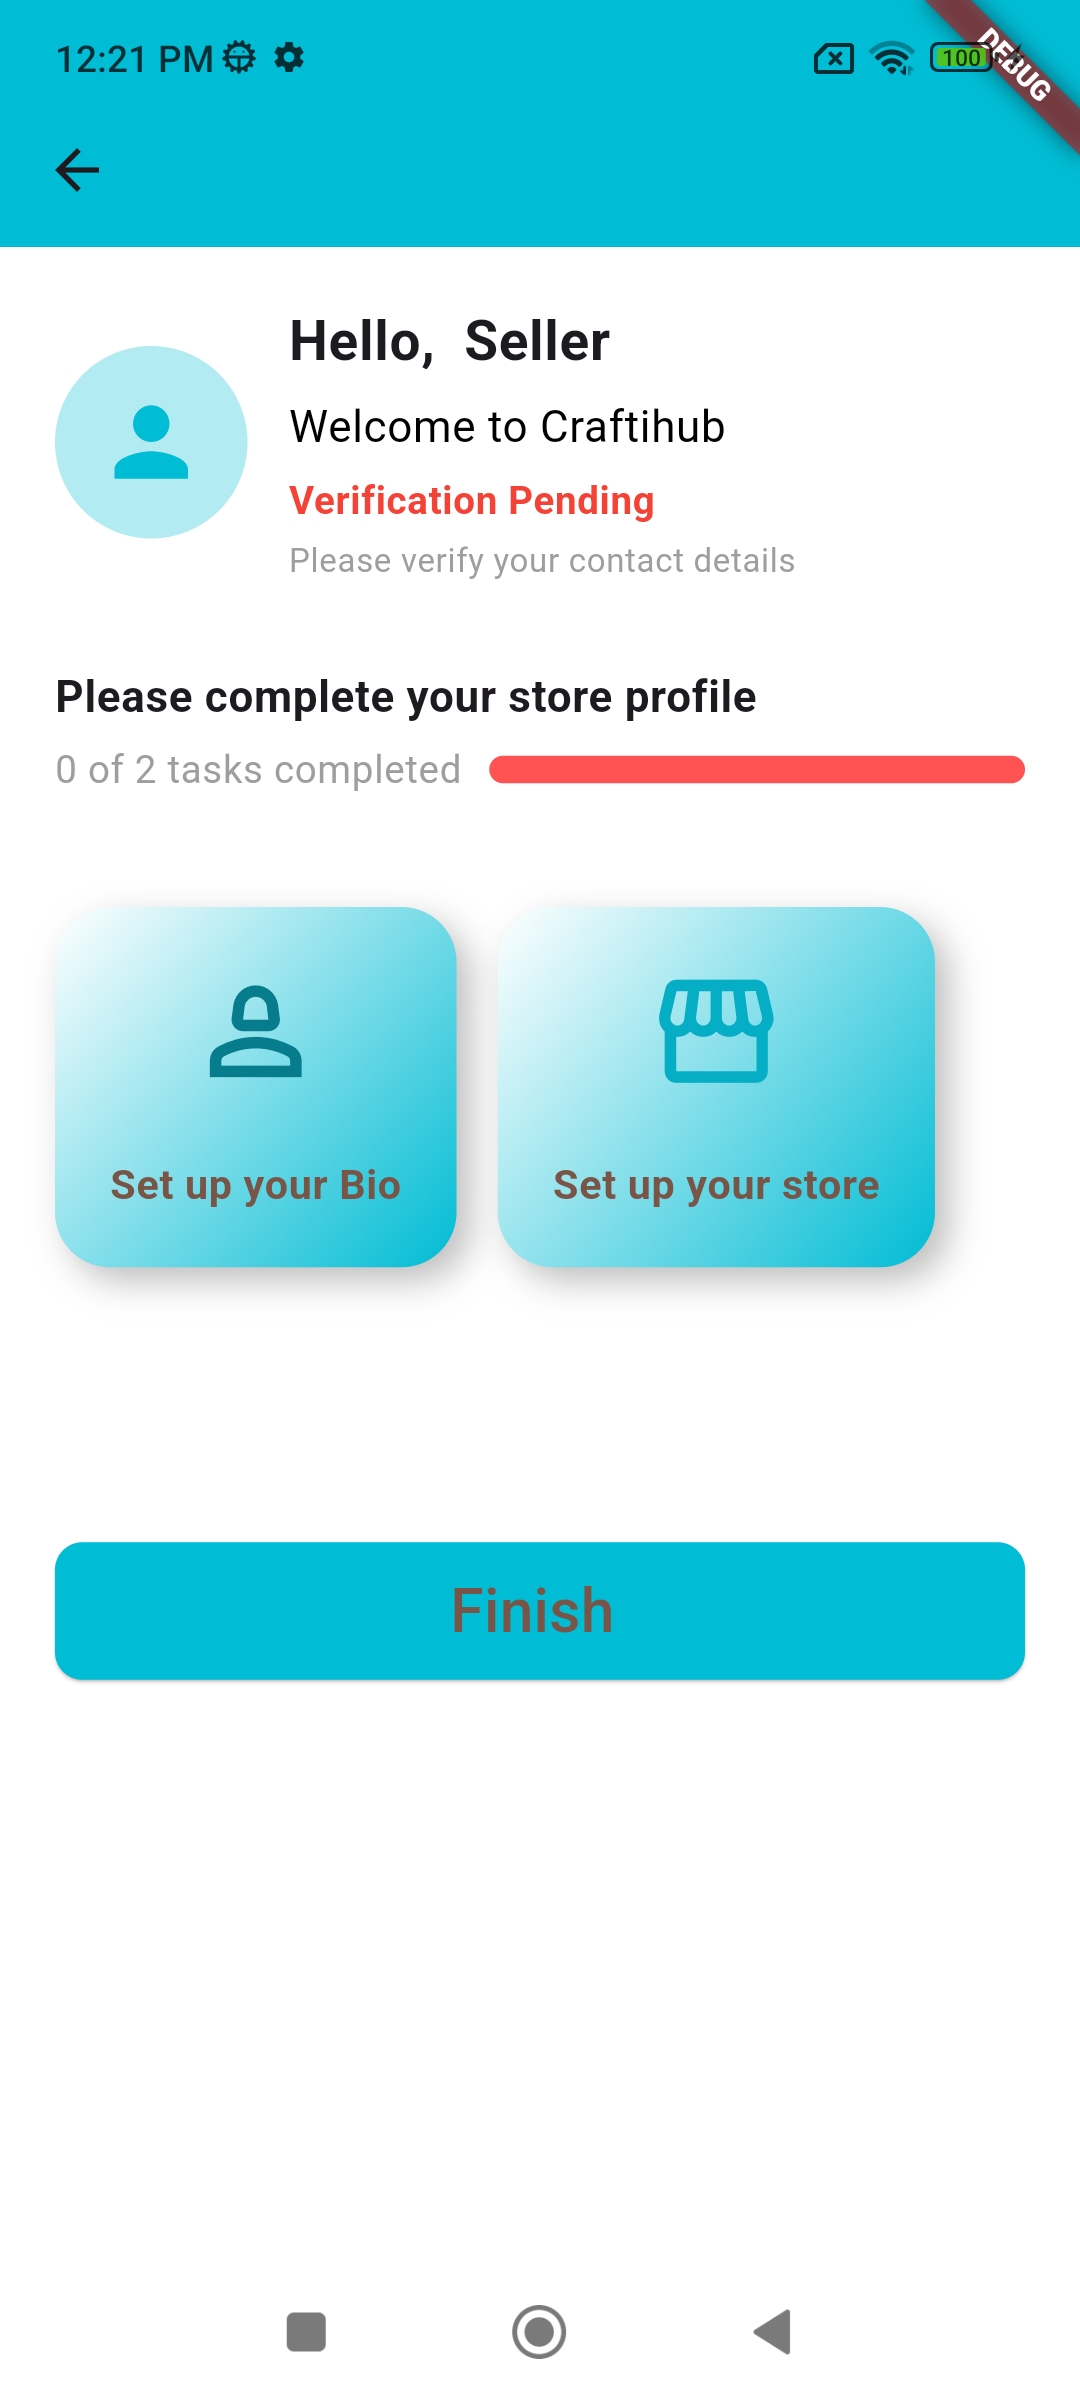 12:21 PM
100
DEBUG
Hello,  Seller
Welcome to Craftihub
Verification Pending
Please verify your contact details
Please complete your store profile
0 of 2 tasks completed
Set up your Bio
Set up your store
Finish